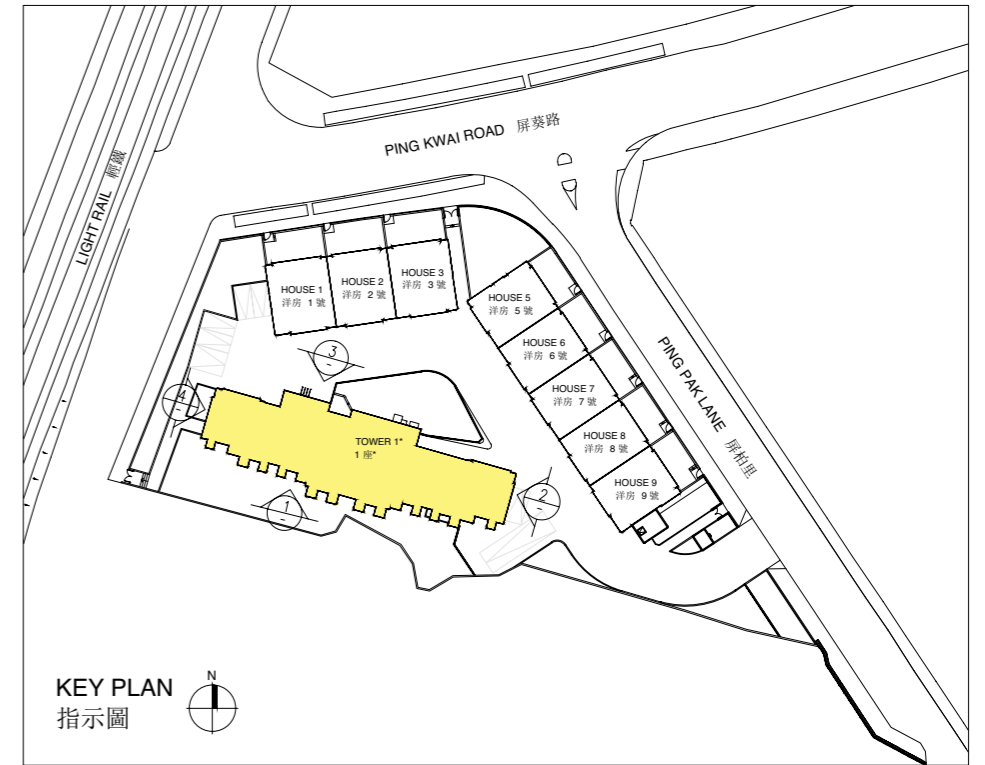 PING KWAI ROAD 屏葵路
LIGHT RAIL 輕鐵
HOUSE 1
洋房 1 號
HOUSE 2
洋房 2 號
HOUSE 3
洋房 3 號
HOUSE 5
洋房 5 號
HOUSE 6
洋房 6 號
HOUSE 7
洋房 7 號
HOUSE 8
洋房 8 號
HOUSE 9
洋房 9 號
PING PAK LANE 屏柏里
3
-
4
-
TOWER 1*
1 座*
2
-
1
-
KEY PLAN
指示圖
N